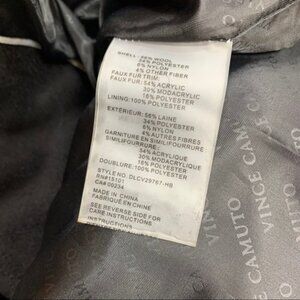 SHELL: 56% WOOL
34% POLYESTER
6% NYLON
4% OTHER FIBER
FAUX FUR TRIM:
FAUX FUR: 54% ACRYLIC
30% MODACRYLIC
16% POLYESTER
LINING: 100% POLYESTER
EXTÉRIEUR: 56% LAINE
34% POLYESTER
6% NYLON
4% AUTRES FIBRES
GARNITURE EN SIMILIFOURRURE
SIMILIFOURRURE:
54% ACRYLIQUE
30% MODACRYLIQUE
16% POLYESTER
DOUBLURE: 100% POLYESTER
STYLE NO: DLCV29767-HB
RN#15101
CA#09234
MADE IN CHINA
FABRIQUÉ EN CHINE
SEE REVERSE SIDE FOR
CARE INSTRUCTIONS
INSTRUCTIONS
VINCE CAMUTO